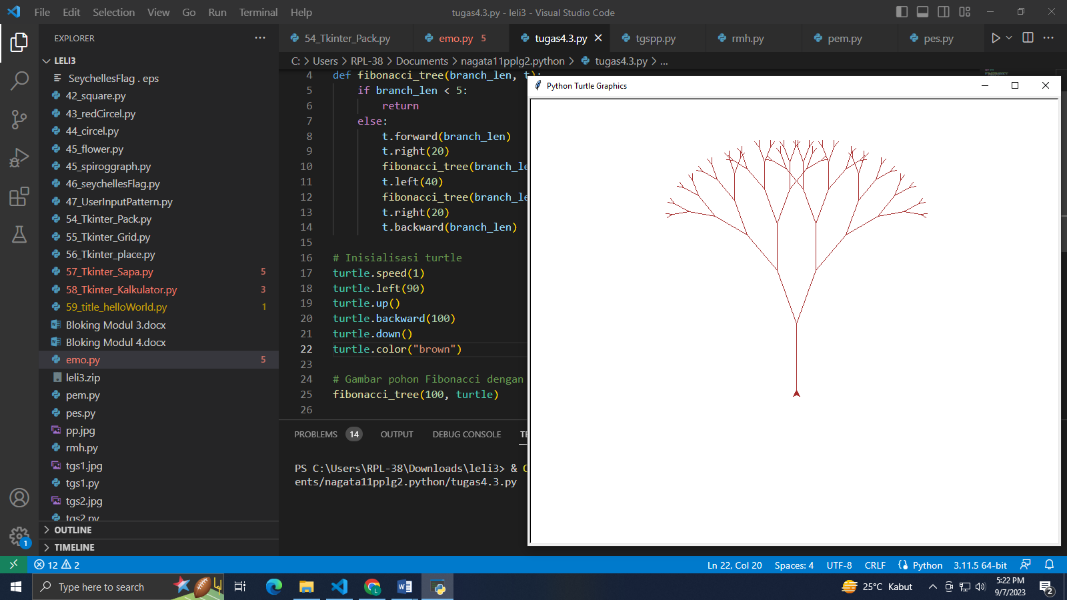 File Edit Selection View Go Run Terminal Help
tugas4.3.py - leli3 - Visual Studio Code
EXPLORER
54_Tkinter_Pack.py
emo.py 5
tugas4.3.py
tgspp.py
rmh.py
pem.py
pes.py
C: > Users > RPL-38 > Documents > nagata11pplg2.python > tugas4.3.py > ...
LELI3
SeychellesFlag . eps
42_square.py
43_redCircel.py
44_circel.py
45_flower.py
45_spiroggraph.py
46_seychellesFlag.py
47_UserInputPattern.py
54_Tkinter_Pack.py
55_Tkinter_Grid.py
56_Tkinter_place.py
57_Tkinter_Sapa.py 5
58_Tkinter_Kalkulator.py 3
59_title_helloWorld.py 1
Bloking Modul 3.docx
Bloking Modul 4.docx
emo.py 5
leli3.zip
pem.py
pes.py
pp.jpg
rmh.py
tgs1.jpg
tgs1.py
tgs2.jpg
tgs2.py
OUTLINE
TIMELINE
4 def fibonacci_tree(branch_len, t):
5 if branch_len < 5:
6 return
7 else:
8 t.forward(branch_len)
9 t.right(20)
10 fibonacci_tree(branch_le
11 t.left(40)
12 fibonacci_tree(branch_le
13 t.right(20)
14 t.backward(branch_len)
15
16 # Inisialisasi turtle
17 turtle.speed(1)
18 turtle.left(90)
19 turtle.up()
20 turtle.backward(100)
21 turtle.down()
22 turtle.color("brown")
23
24 # Gambar pohon Fibonacci dengan
25 fibonacci_tree(100, turtle)
26
Python Turtle Graphics
PROBLEMS 14 OUTPUT DEBUG CONSOLE
PS C:\Users\RPL-38\Downloads\leli3> &
ents/nagata11pplg2.python/tugas4.3.py
12 2
Ln 22, Col 20 Spaces: 4 UTF-8 CRLF Python 3.11.5 64-bit
Type here to search
25°C Kabut
5:22 PM
9/7/2023
2
1